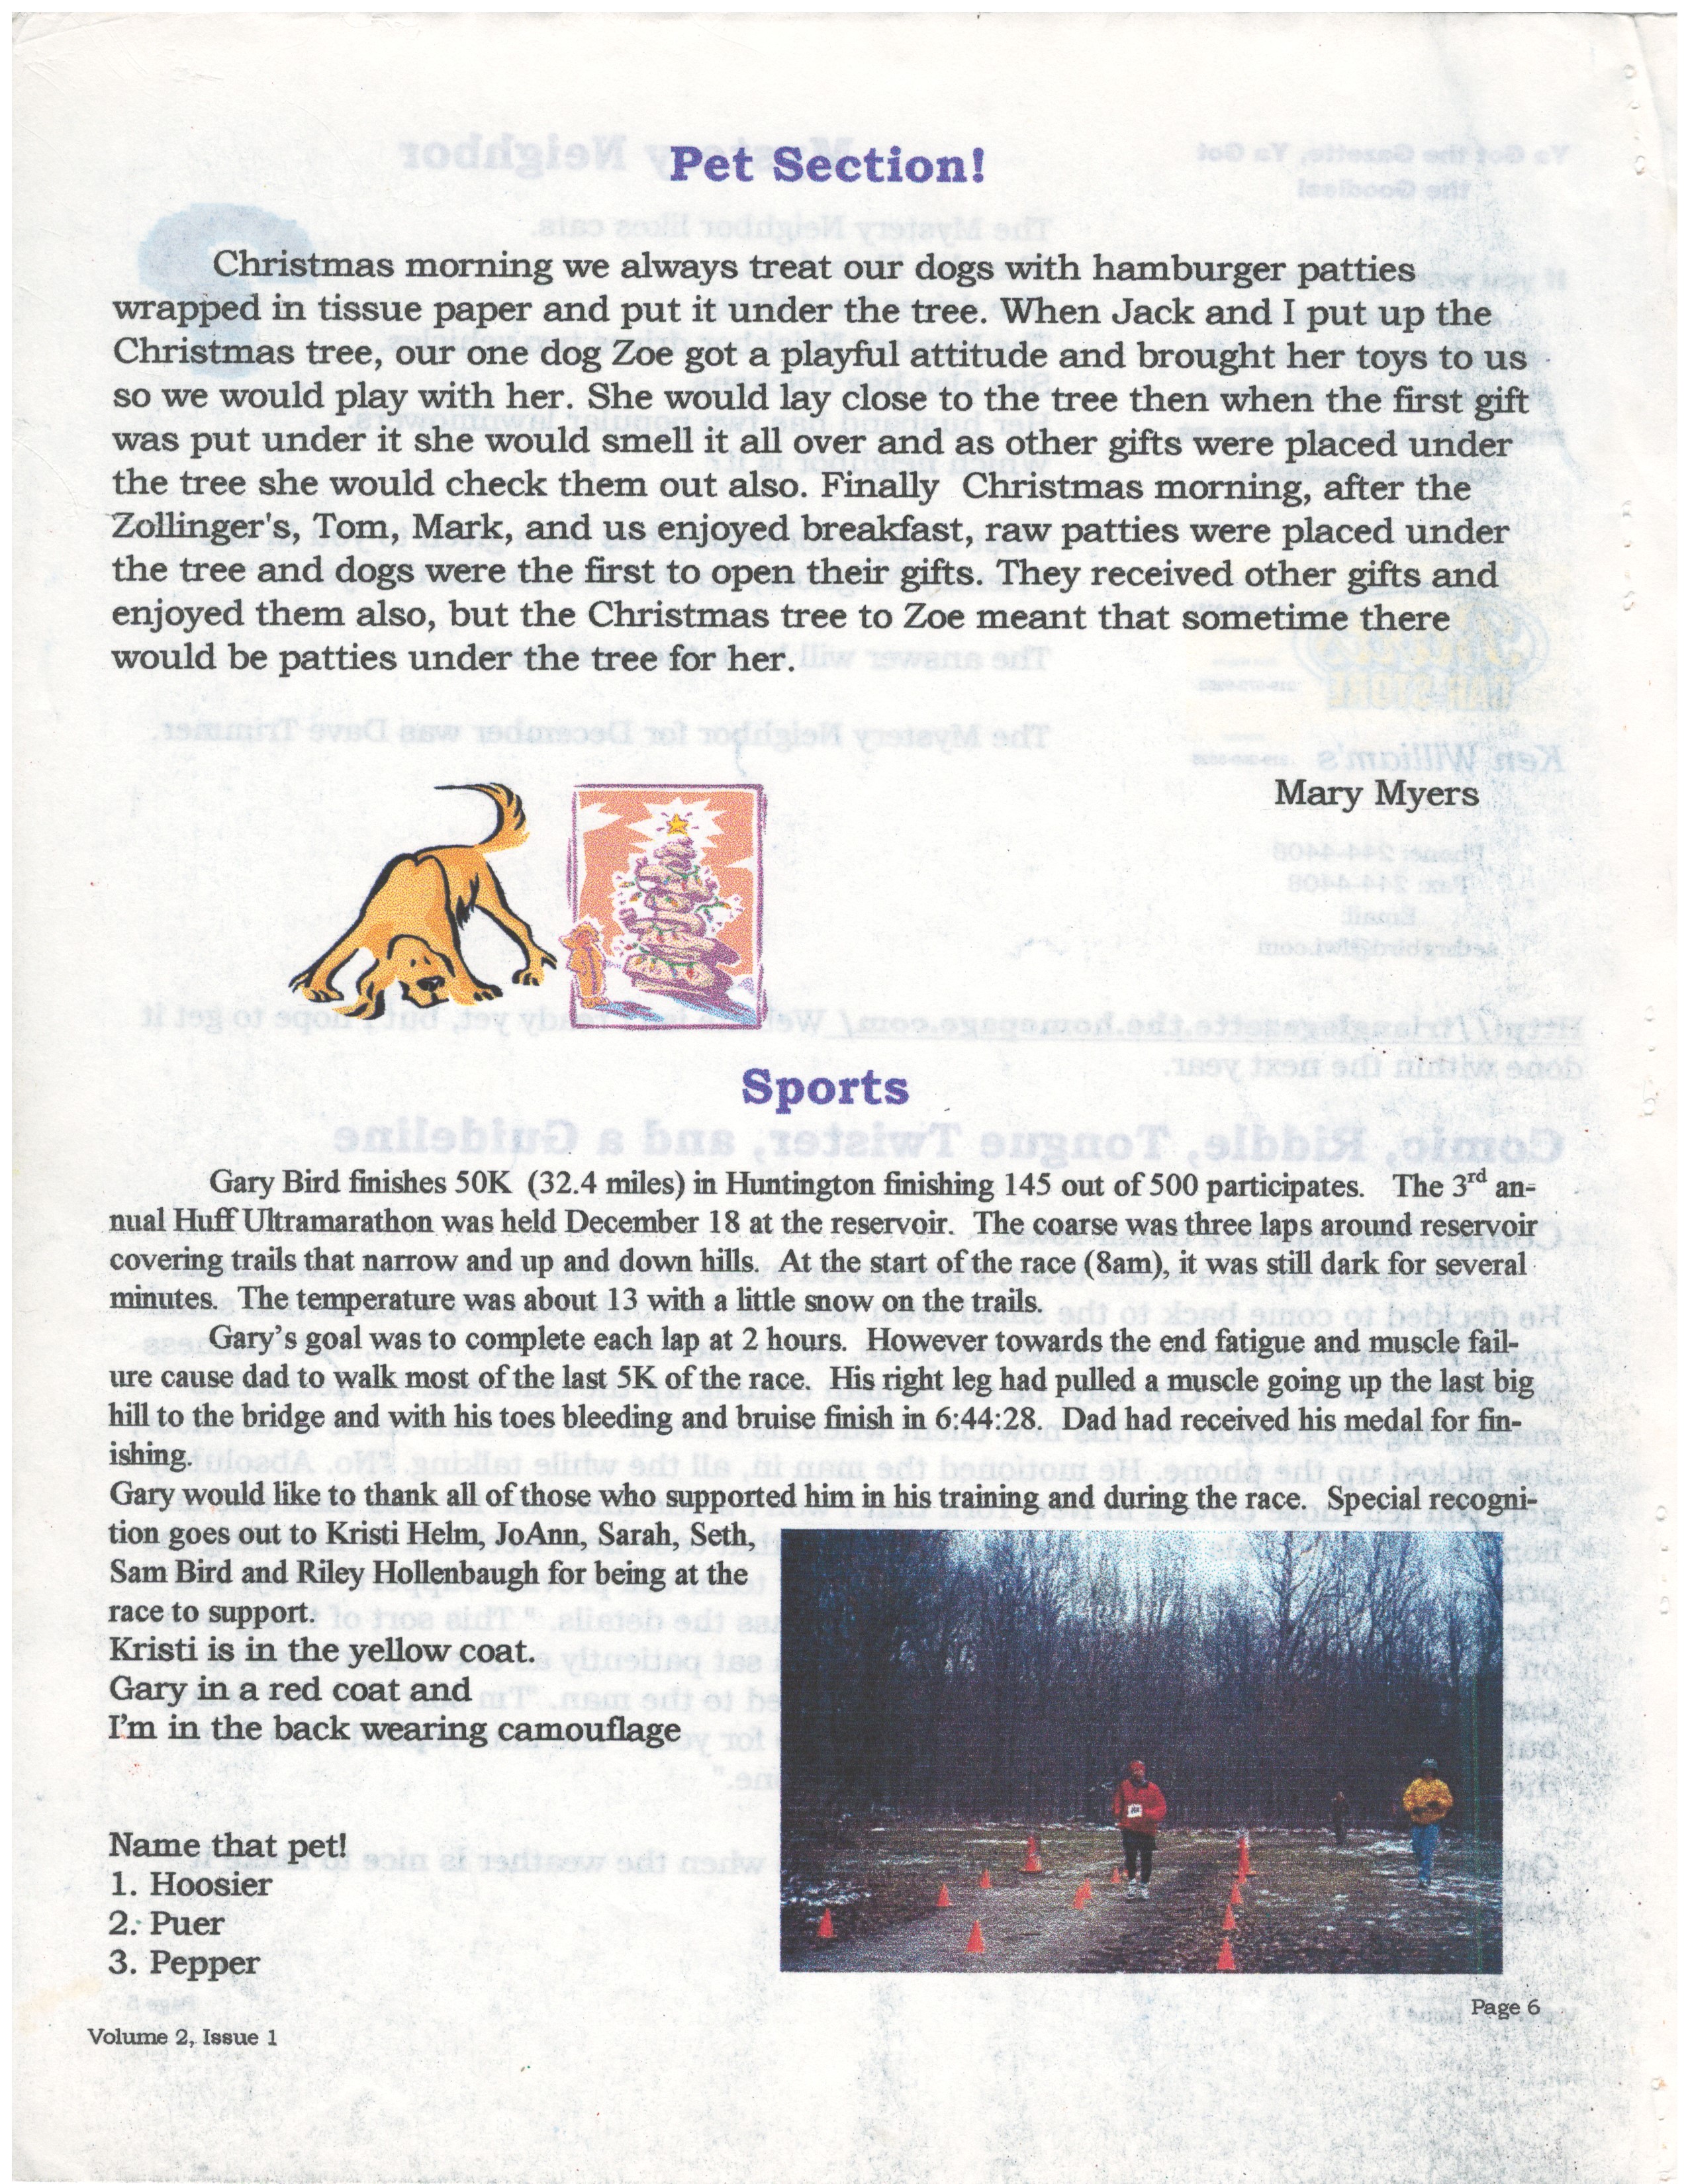 Pet Section!
Christmas morning we always treat our dogs with hamburger patties
wrapped in tissue paper and put it under the tree. When Jack and I put up the
Christmas tree, our one dog Zoe got a playful attitude and brought her toys to us
so we would play with her. She would lay close to the tree then when the first gift
was put under it she would smell it all over and as other gifts were placed under
the tree she would check them out also. Finally  Christmas morning, after the
Zollinger's, Tom, Mark, and us enjoyed breakfast, raw patties were placed under
the tree and dogs were the first to open their gifts. They received other gifts and
enjoyed them also, but the Christmas tree to Zoe meant that sometime there
would be patties under the tree for her.
Mary Myers
Sports
Gary Bird finishes 50K  (32.4 miles) in Huntington finishing 145 out of 500 participates.   The 3rd an-
nual Huff Ultramarathon was held December 18 at the reservoir.  The coarse was three laps around reservoir
covering trails that narrow and up and down hills.  At the start of the race (8am), it was still dark for several
minutes.  The temperature was about 13 with a little snow on the trails.
Gary's goal was to complete each lap at 2 hours.  However towards the end fatigue and muscle fail-
ure cause dad to walk most of the last 5K of the race.  His right leg had pulled a muscle going up the last big
hill to the bridge and with his toes bleeding and bruise finish in 6:44:28.  Dad had received his medal for fin-
ishing.
Gary would like to thank all of those who supported him in his training and during the race.  Special recogni-
tion goes out to Kristi Helm, JoAnn, Sarah, Seth,
Sam Bird and Riley Hollenbaugh for being at the
race to support.
Kristi is in the yellow coat.
Gary in a red coat and
I'm in the back wearing camouflage
Name that pet!
1. Hoosier
2. Puer
3. Pepper
Page 6
Volume 2, Issue 1